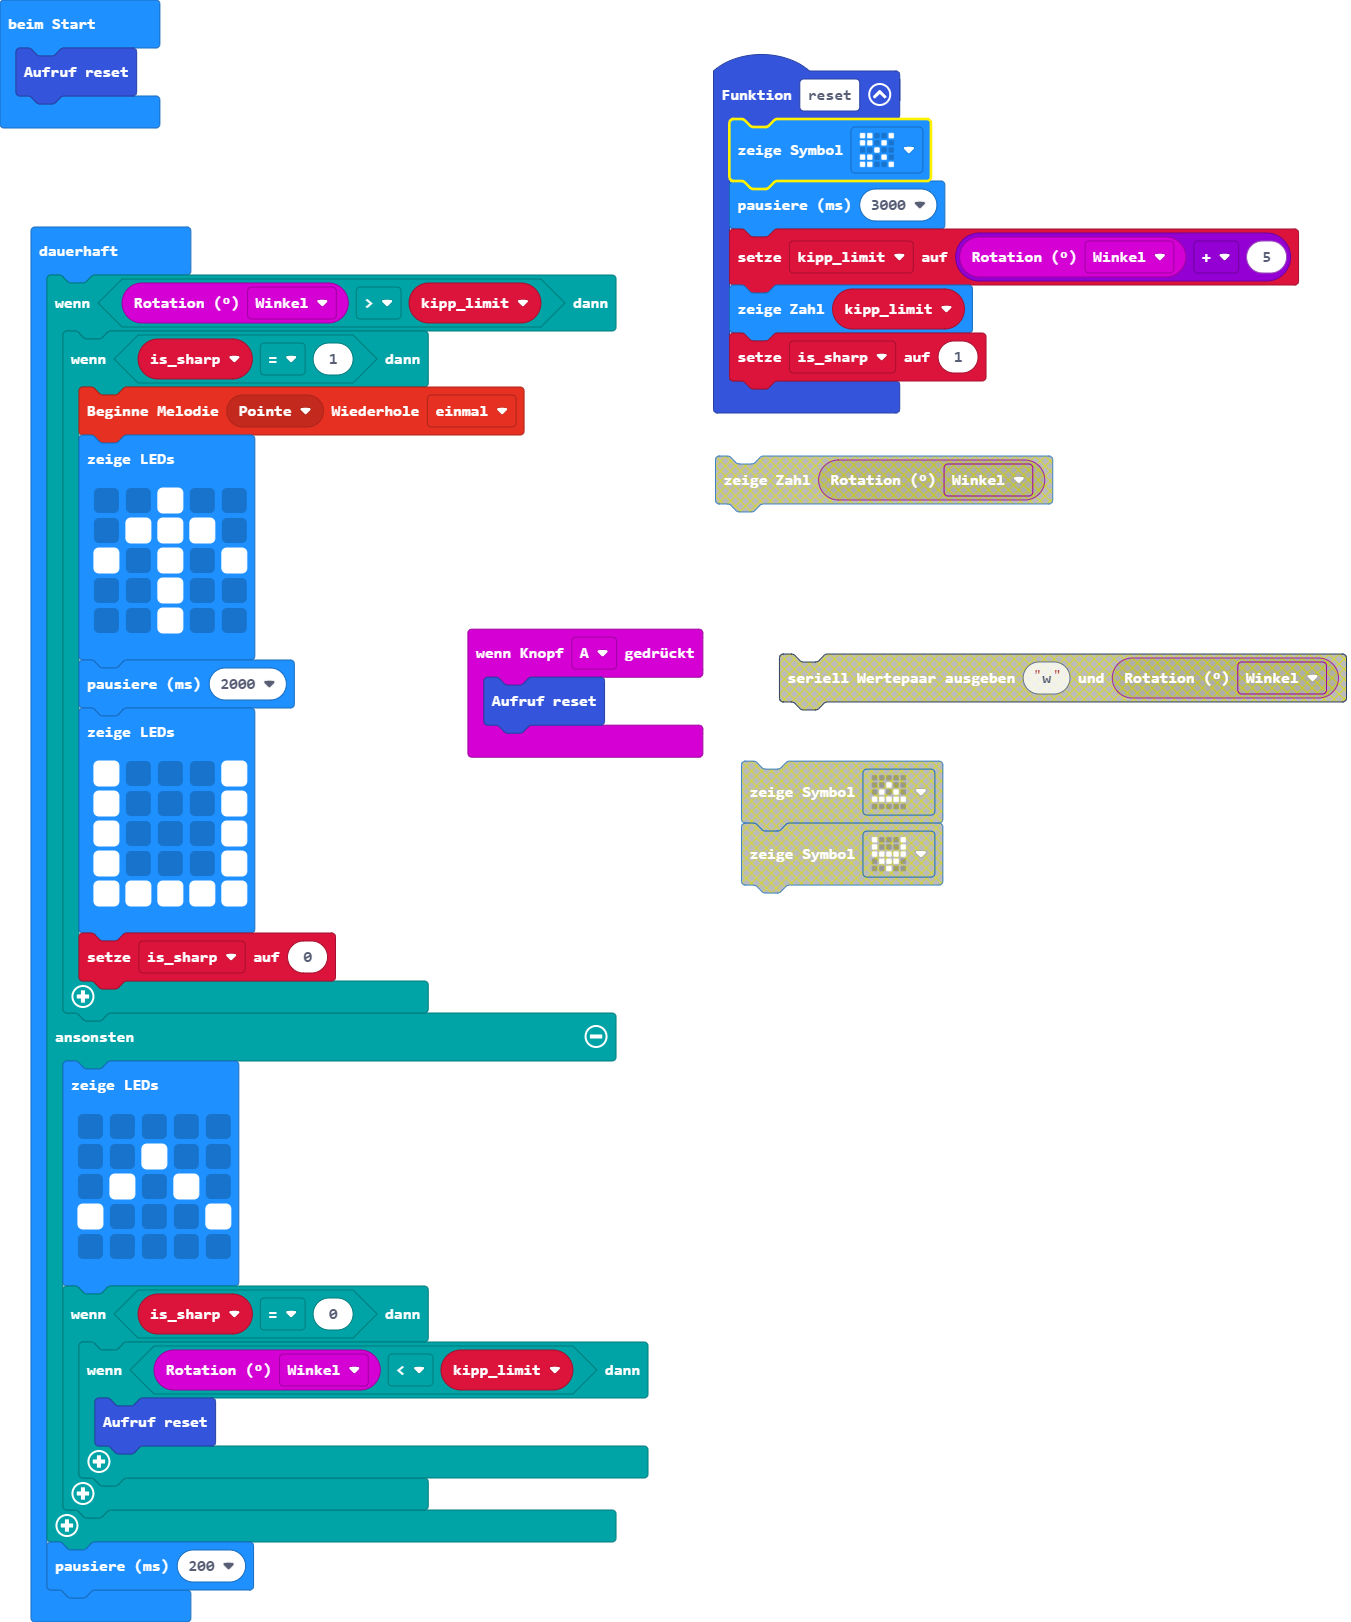 beim Start
Aufruf reset
dauerhaft
wenn Rotation (º) Winkel > kipp_limit dann
wenn is_sharp = 1 dann
Beginne Melodie Pointe Wiederhole einmal
zeige LEDs
pausiere (ms) 2000
zeige LEDs
setze is_sharp auf 0
ansonsten
zeige LEDs
wenn is_sharp = 0 dann
wenn Rotation (º) Winkel < kipp_limit dann
Aufruf reset
pausiere (ms) 200
wenn Knopf A gedrückt
Aufruf reset
Funktion reset
zeige Symbol
pausiere (ms) 3000
setze kipp_limit auf Rotation (º) Winkel + 5
zeige Zahl kipp_limit
setze is_sharp auf 1
zeige Zahl Rotation (º) Winkel
seriell Wertepaar ausgeben "w" und Rotation (º) Winkel
zeige Symbol
zeige Symbol